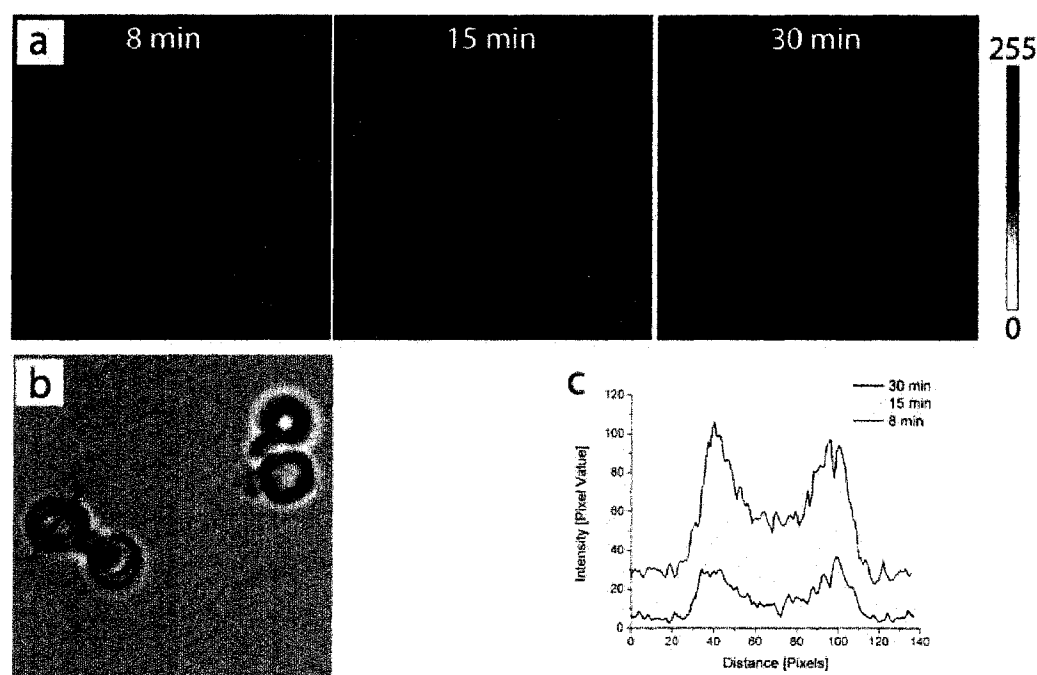 a
8 min
15 min
30 min
255
0
b
c
30 min
15 min
8 min
120
100
80
60
40
20
0
Intensity [Pixel Value]
0 20 40 60 80 100 120 140
Distance [Pixels]